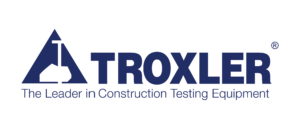 TROXLER®
The Leader in Construction Testing Equipment